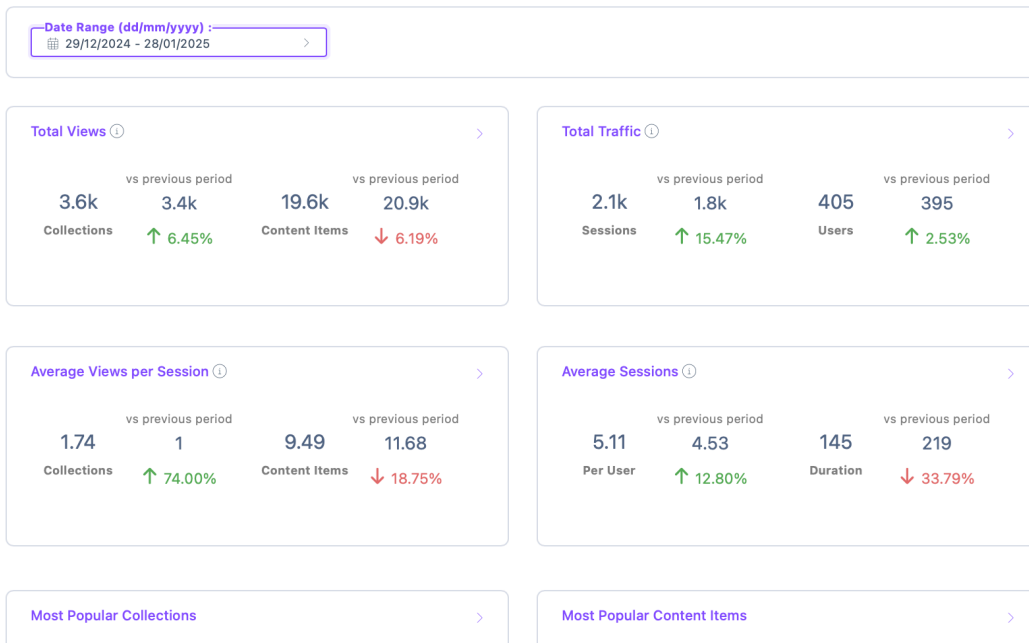 Date Range (dd/mm/yyyy) :
29/12/2024 - 28/01/2025
Total Views
vs previous period
vs previous period
3.6k
3.4k
19.6k
20.9k
Collections
6.45%
Content Items
6.19%
Total Traffic
vs previous period
vs previous period
2.1k
1.8k
405
395
Sessions
15.47%
Users
2.53%
Average Views per Session
vs previous period
vs previous period
1.74
1
9.49
11.68
Collections
74.00%
Content Items
18.75%
Average Sessions
vs previous period
vs previous period
5.11
4.53
145
219
Per User
12.80%
Duration
33.79%
Most Popular Collections
Most Popular Content Items